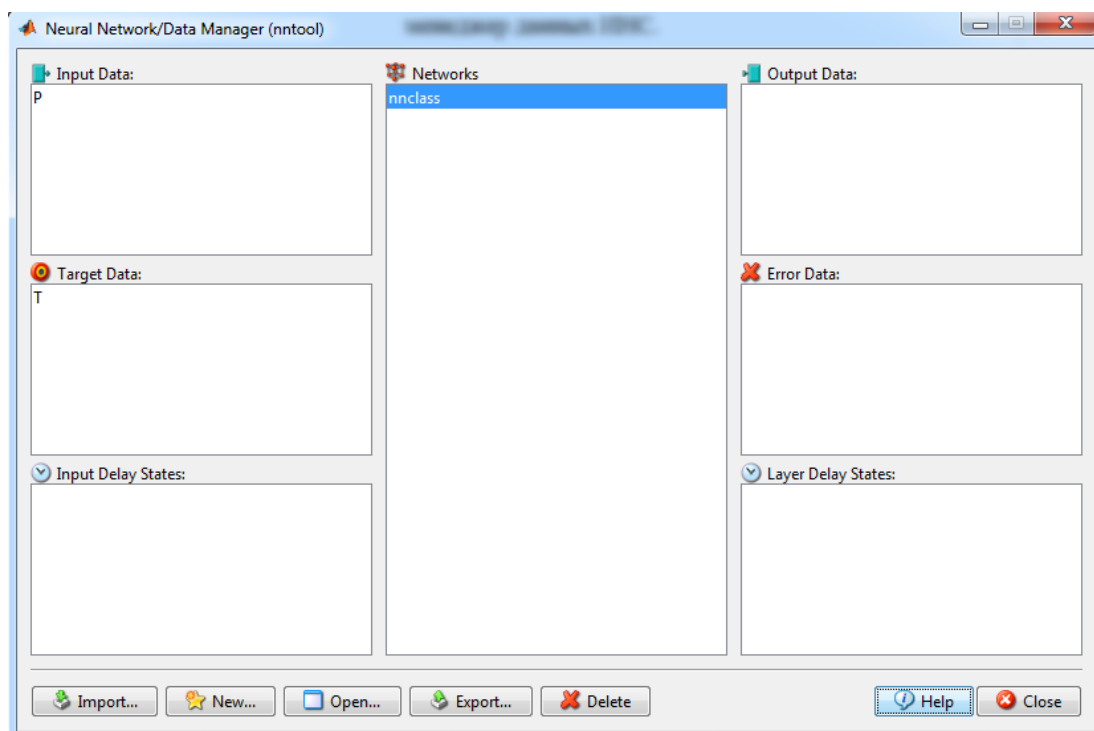 Neural Network/Data Manager (nntool)
Input Data:
P
Networks
nnclass
Output Data:
Target Data:
T
Error Data:
Input Delay States:
Layer Delay States:
Import...
New...
Open...
Export...
Delete
Help
Close